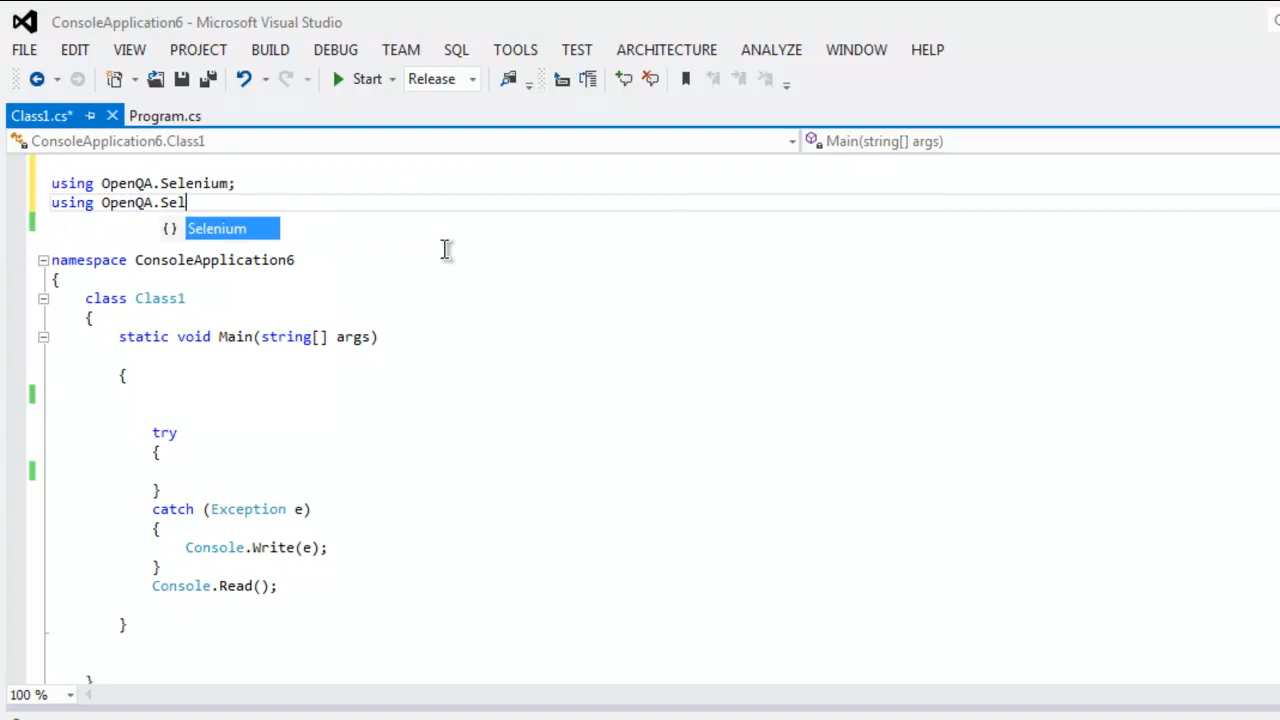 ConsoleApplication6 - Microsoft Visual Studio
FILE EDIT VIEW PROJECT BUILD DEBUG TEAM SQL TOOLS TEST ARCHITECTURE ANALYZE WINDOW HELP
Start Release
Class1.cs* Program.cs
ConsoleApplication6.Class1 Main(string[] args)
using OpenQA.Selenium;
using OpenQA.Sel
{} Selenium
namespace ConsoleApplication6
{
class Class1
{
static void Main(string[] args)
{
try
{
}
catch (Exception e)
{
Console.Write(e);
}
Console.Read();
}
}
100 %